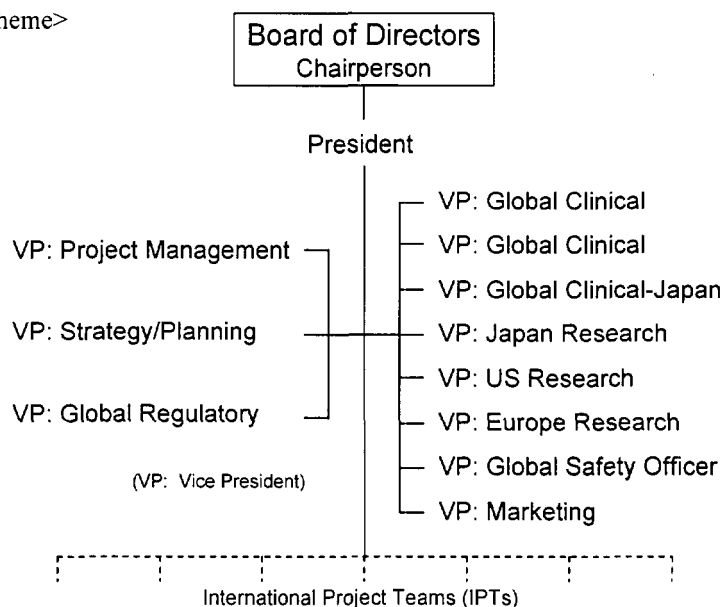 heme>
Board of Directors
Chairperson
President
VP: Project Management
VP: Strategy/Planning
VP: Global Regulatory
(VP: Vice President)
VP: Global Clinical
VP: Global Clinical
VP: Global Clinical-Japan
VP: Japan Research
VP: US Research
VP: Europe Research
VP: Global Safety Officer
VP: Marketing
International Project Teams (IPTs)